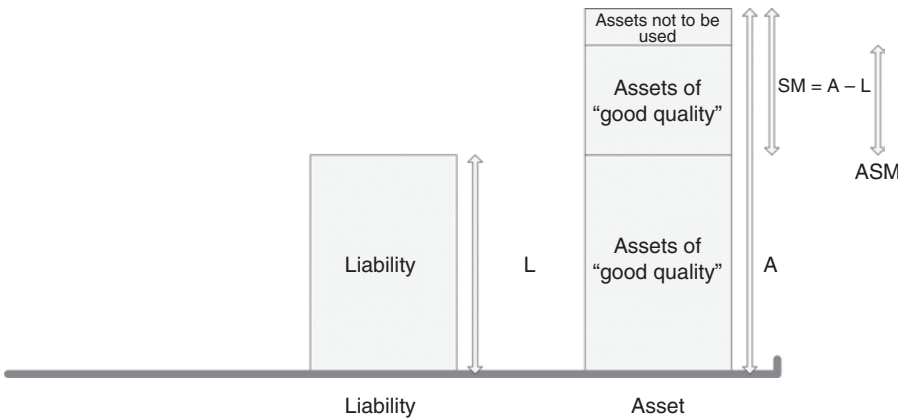 Assets not to be
used
Assets of
“good quality”
SM = A – L
ASM
Liability
L
Assets of
“good quality”
A
Liability
Asset